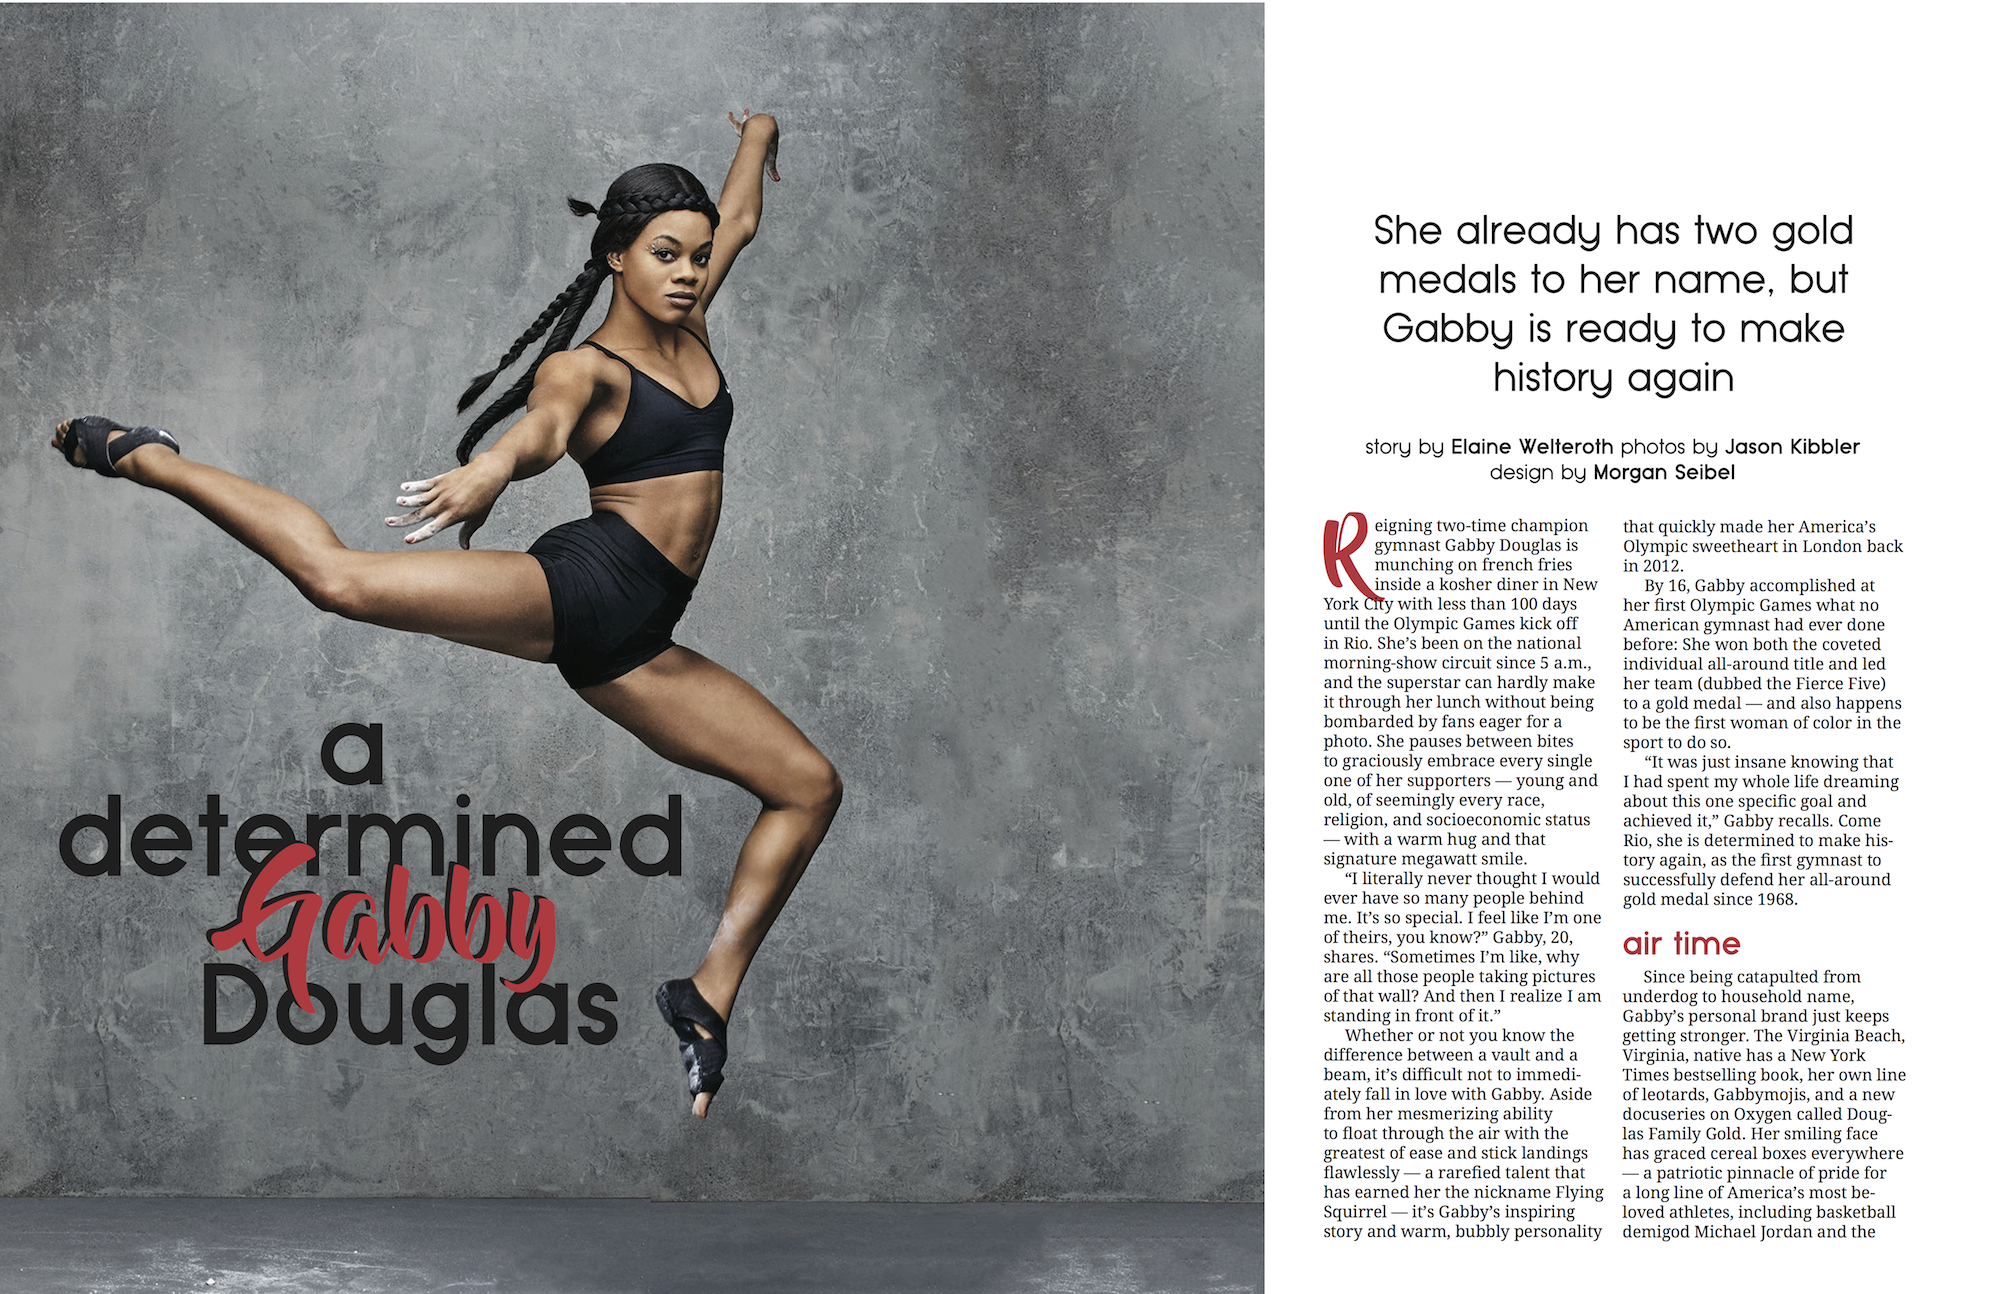 a
determined
Gabby
Douglas
She already has two gold
medals to her name, but
Gabby is ready to make
history again
story by Elaine Welteroth photos by Jason Kibbler
design by Morgan Seibel
Reigning two-time champion
gymnast Gabby Douglas is
munching on french fries
inside a kosher diner in New
York City with less than 100 days
until the Olympic Games kick off
in Rio. She’s been on the national
morning-show circuit since 5 a.m.,
and the superstar can hardly make
it through her lunch without being
bombarded by fans eager for a
photo. She pauses between bites
to graciously embrace every single
one of her supporters — young and
old, of seemingly every race,
religion, and socioeconomic status
— with a warm hug and that
signature megawatt smile.
“I literally never thought I would
ever have so many people behind
me. It’s so special. I feel like I’m one
of theirs, you know?” Gabby, 20,
shares. “Sometimes I’m like, why
are all those people taking pictures
of that wall? And then I realize I am
standing in front of it.”
Whether or not you know the
difference between a vault and a
beam, it’s difficult not to immedi-
ately fall in love with Gabby. Aside
from her mesmerizing ability
to float through the air with the
greatest of ease and stick landings
flawlessly — a rarefied talent that
has earned her the nickname Flying
Squirrel — it’s Gabby’s inspiring
story and warm, bubbly personality
that quickly made her America’s
Olympic sweetheart in London back
in 2012.
By 16, Gabby accomplished at
her first Olympic Games what no
American gymnast had ever done
before: She won both the coveted
individual all-around title and led
her team (dubbed the Fierce Five)
to a gold medal — and also happens
to be the first woman of color in the
sport to do so.
“It was just insane knowing that
I had spent my whole life dreaming
about this one specific goal and
achieved it,” Gabby recalls. Come
Rio, she is determined to make his-
tory again, as the first gymnast to
successfully defend her all-around
gold medal since 1968.
air time
Since being catapulted from
underdog to household name,
Gabby’s personal brand just keeps
getting stronger. The Virginia Beach,
Virginia, native has a New York
Times bestselling book, her own line
of leotards, Gabbymojis, and a new
docuseries on Oxygen called Doug-
las Family Gold. Her smiling face
has graced cereal boxes everywhere
— a patriotic pinnacle of pride for
a long line of America’s most be-
loved athletes, including basketball
demigod Michael Jordan and the